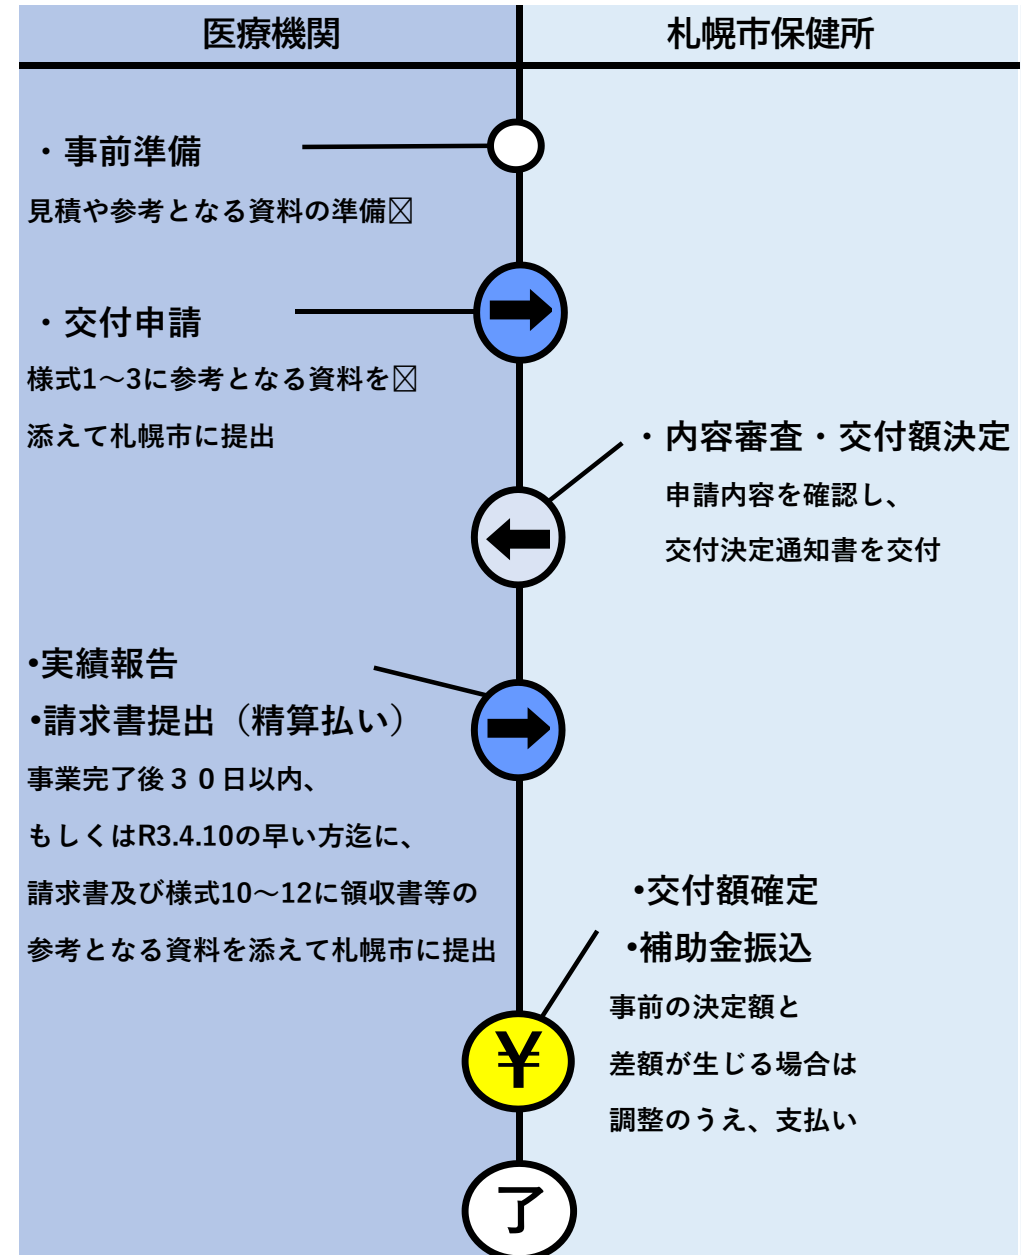 医療機関
札幌市保健所
・事前準備
見積や参考となる資料の準備
・交付申請
様式1～3に参考となる資料を
添えて札幌市に提出
・内容審査・交付額決定
申請内容を確認し、
交付決定通知書を交付
•実績報告
•請求書提出（精算払い）
事業完了後３０日以内、
もしくはR3.4.10の早い方迄に、
請求書及び様式10～12に領収書等の
参考となる資料を添えて札幌市に提出
•交付額確定
•補助金振込
事前の決定額と
差額が生じる場合は
調整のうえ、支払い
¥
了